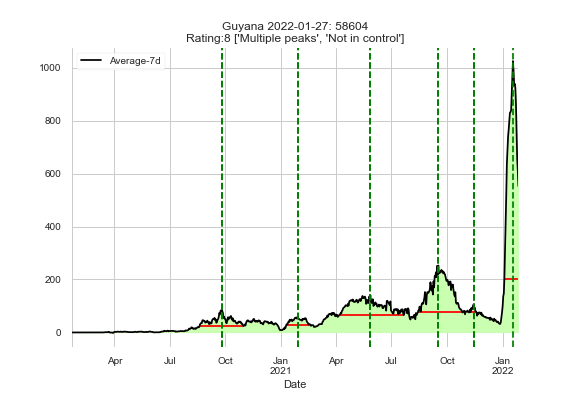 Guyana 2022-01-27: 58604
Rating:8 ['Multiple peaks', 'Not in control']
Average-7d
1000
800
600
400
200
0
Apr
Jul
Oct
Jan
2021
Apr
Jul
Oct
Jan
2022
Date